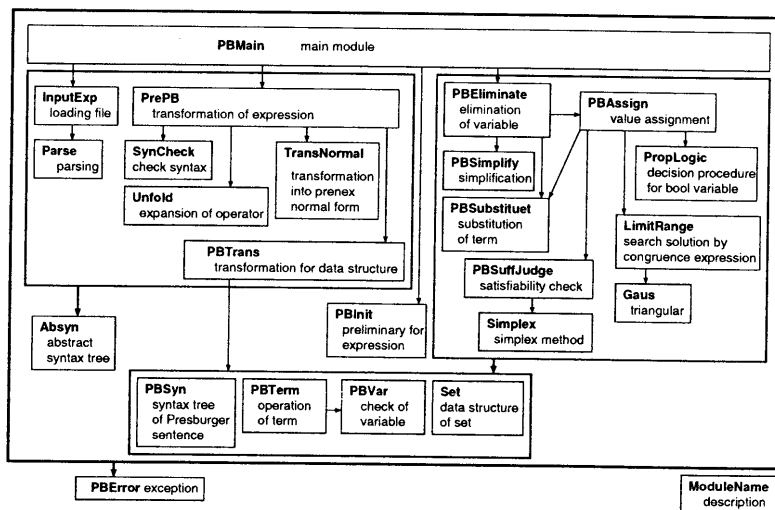 PBMain main module
InputExp
loading file
PrePB
transformation of expression
PBEliminate
elimination
of variable
PBAssign
value assignment
Parse
parsing
SynCheck
check syntax
TransNormal
transformation
into prenex
normal form
PBSimplify
simplification
PropLogic
decision procedure
for bool variable
Unfold
expansion of operator
PBSubstituet
substitution
of term
LimitRange
search solution by
congruence expression
PBTrans
transformation for data structure
PBSuffJudge
satisfiability check
Gaus
triangular
Absyn
abstract
syntax tree
PBInit
preliminary for
expression
Simplex
simplex method
PBSyn
syntax tree
of Presburger
sentence
PBTerm
operation
of term
PBVar
check of
variable
Set
data structure
of set
PBError exception
ModuleName
description